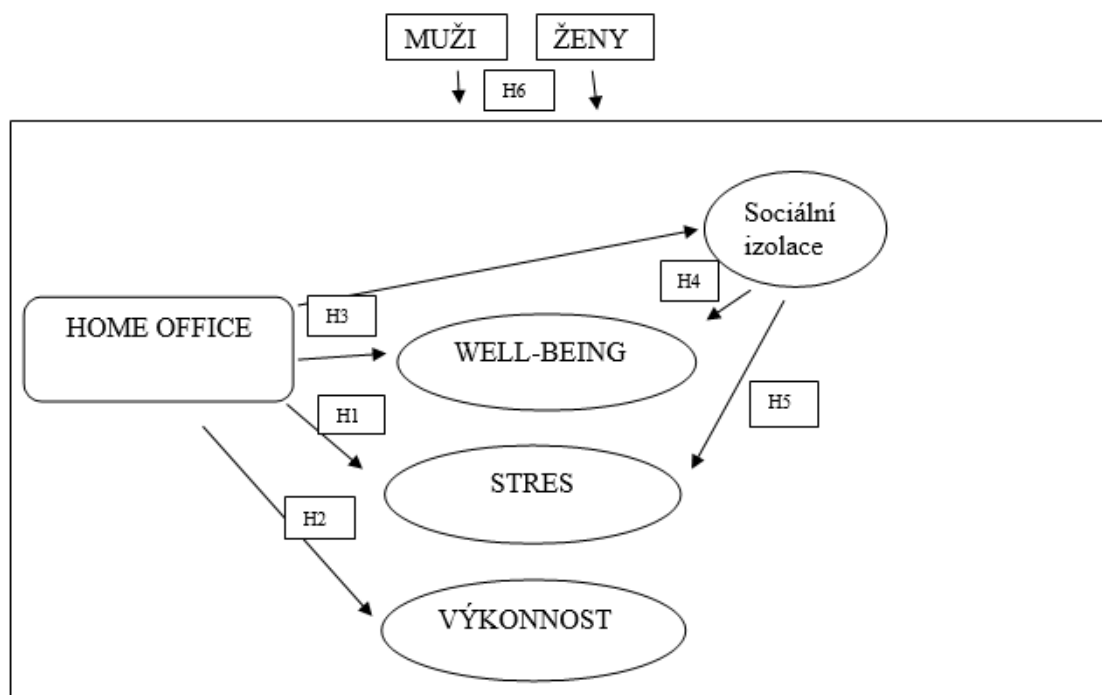 MUŽI
ŽENY
H6
Sociální
izolace
H4
H3
HOME OFFICE
WELL-BEING
H1
H5
STRES
H2
VÝKONNOST